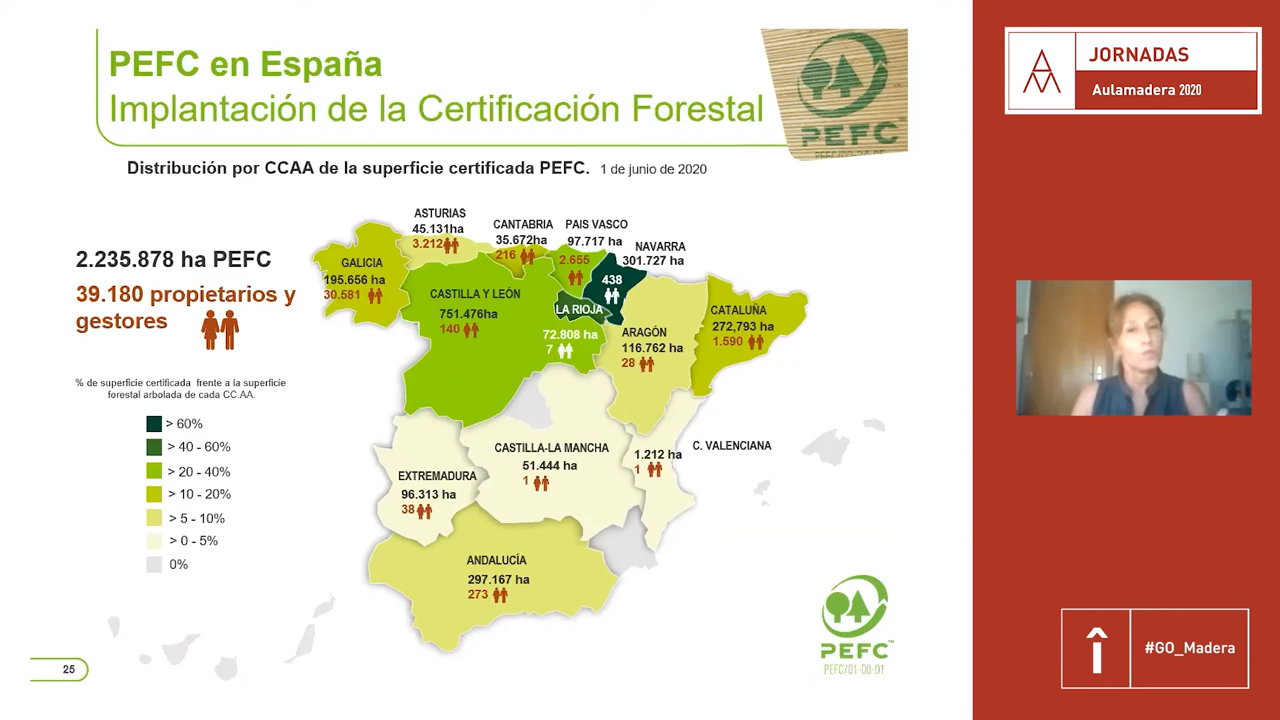 PEFC en España
Implantación de la Certificación Forestal
PEFC™
Distribución por CCAA de la superficie certificada PEFC. 1 de junio de 2020
2.235.878 ha PEFC
39.180 propietarios y
gestores
% de superficie certificada frente a la superficie
forestal arbolada de cada CC.AA.
> 60%
> 40 - 60%
> 20 - 40%
> 10 - 20%
> 5 - 10%
> 0 - 5%
0%
ASTURIAS
45.131ha
3.212
CANTABRIA
35.672ha
216
PAIS VASCO
97.717 ha
2.655
NAVARRA
301.727 ha
438
GALICIA
195.656 ha
30.581
CASTILLA Y LEÓN
751.476ha
140
LA RIOJA
72.808 ha
7
ARAGÓN
116.762 ha
28
CATALUÑA
272,793 ha
1.590
CASTILLA-LA MANCHA
51.444 ha
1
C. VALENCIANA
1.212 ha
1
EXTREMADURA
96.313 ha
38
ANDALUCÍA
297.167 ha
273
PEFC™
PEFC/01-00-01
25
JORNADAS
Aulamadera 2020
#GO_Madera